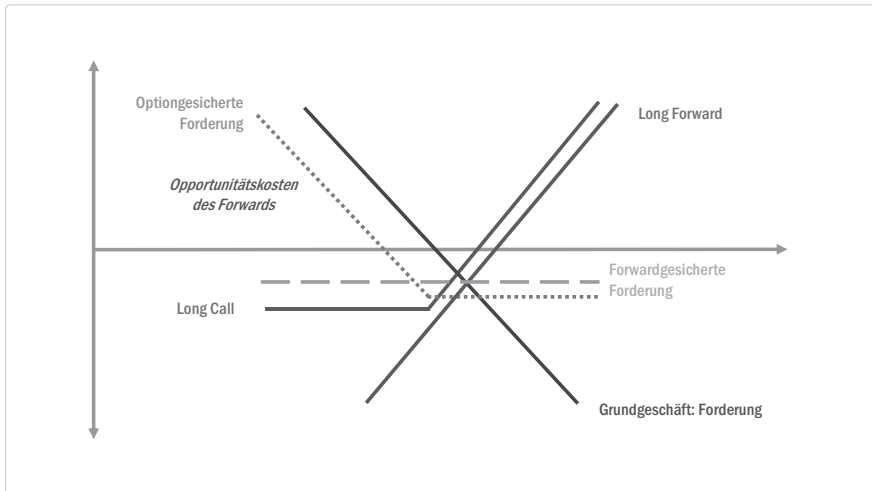 Optiongesicherte
Forderung
Long Forward
Opportunitätskosten
des Forwards
Forwardgesicherte
Forderung
Long Call
Grundgeschäft: Forderung